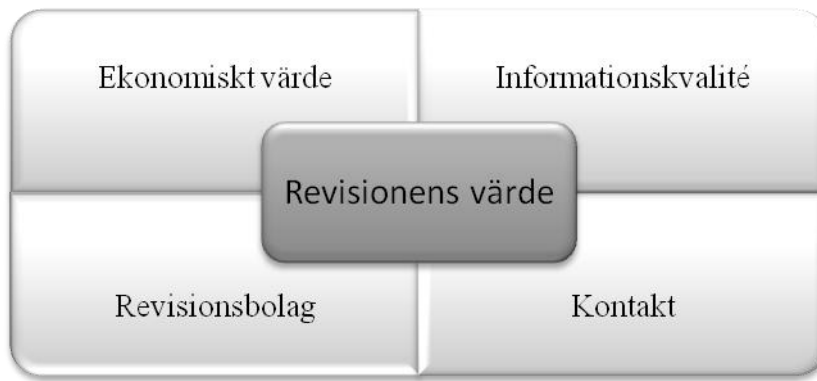 Ekonomiskt värde
Informationskvalité
Revisionens värde
Revisionsbolag
Kontakt